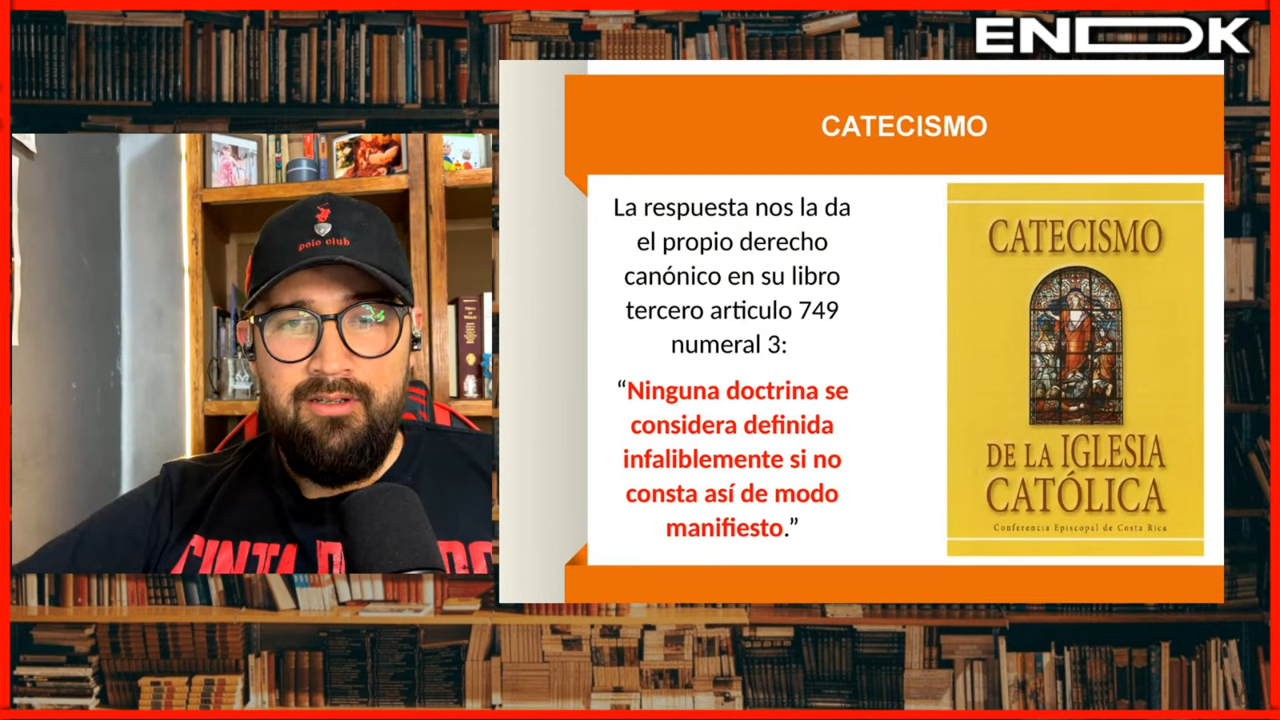 ENDK
CATECISMO
La respuesta nos la da
el propio derecho
canónico en su libro
tercero articulo 749
numeral 3:
“Ninguna doctrina se
considera definida
infaliblemente si no
consta así de modo
manifiesto.”
CATECISMO
DE LA IGLESIA
CATÓLICA
Conferencia Episcopal de Costa Rica
polo club